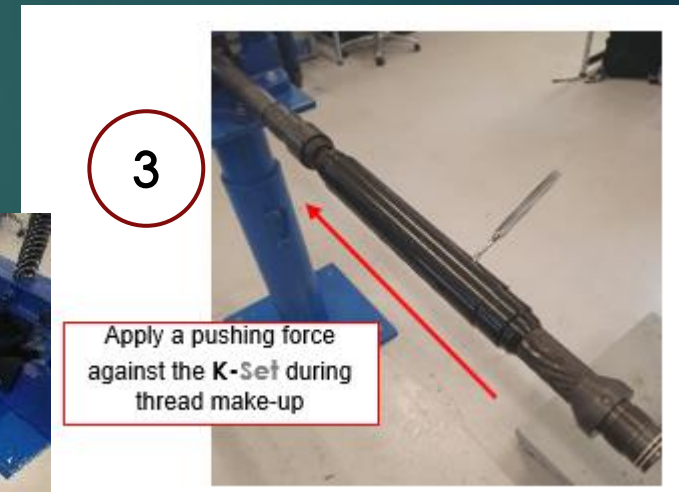 3
Apply a pushing force
against the K-Set during
thread make-up